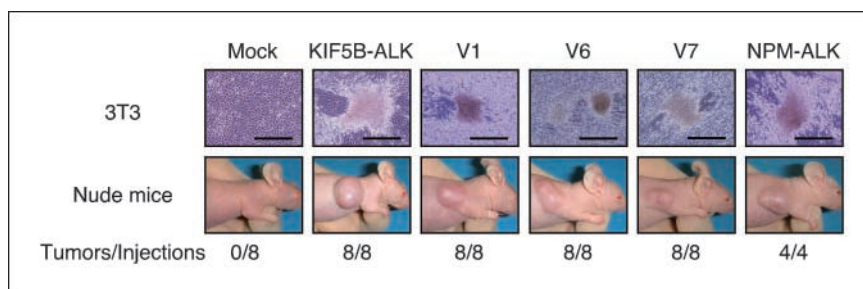 Mock KIF5B-ALK V1 V6 V7 NPM-ALK
3T3
Nude mice
Tumors/Injections 0/8 8/8 8/8 8/8 8/8 4/4